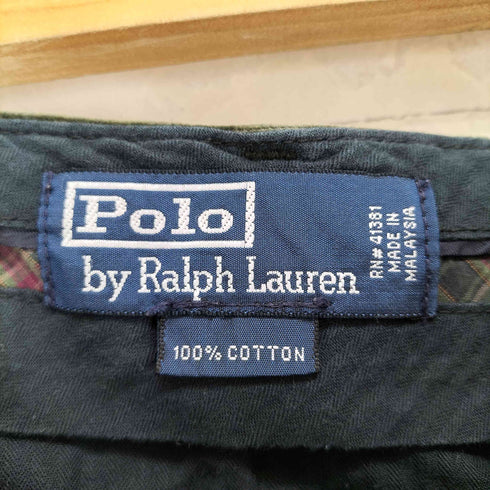 Polo
by Ralph Lauren
RN# 41381
MADE IN
MALAYSIA
100% COTTON